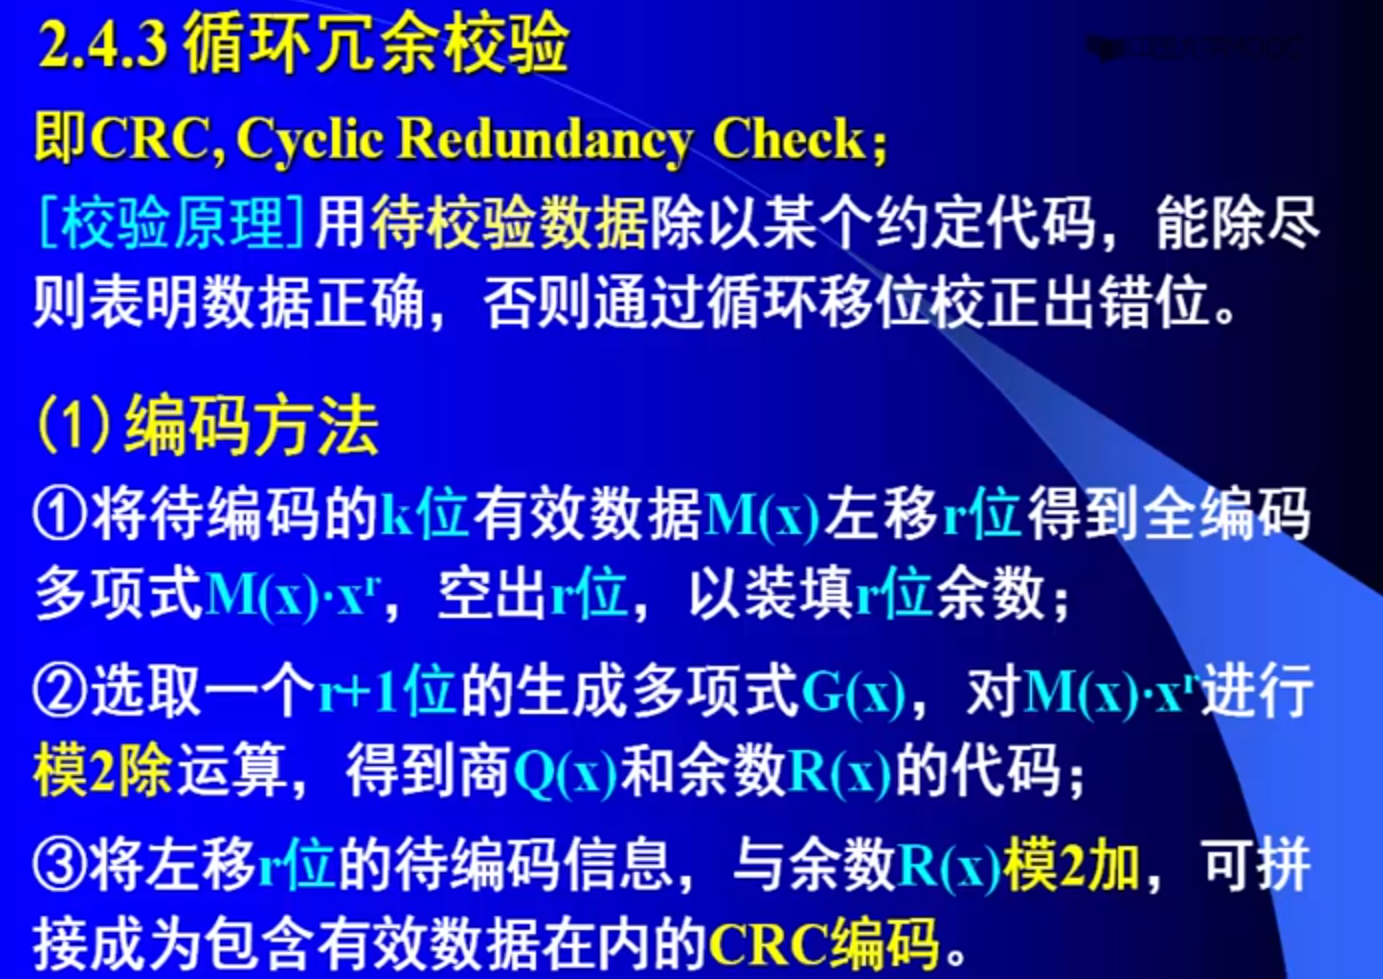 2.4.3 循环冗余校验
即CRC, Cyclic Redundancy Check；
[校验原理]用待校验数据除以某个约定代码，能除尽
则表明数据正确，否则通过循环移位校正出错位。
(1)编码方法
①将待编码的k位有效数据M(x)左移r位得到全编码
多项式M(x)·xʳ，空出r位，以装填r位余数；
②选取一个r+1位的生成多项式G(x)，对M(x)·xʳ进行
模2除运算，得到商Q(x)和余数R(x)的代码；
③将左移r位的待编码信息，与余数R(x)模2加，可拼
接成为包含有效数据在内的CRC编码。